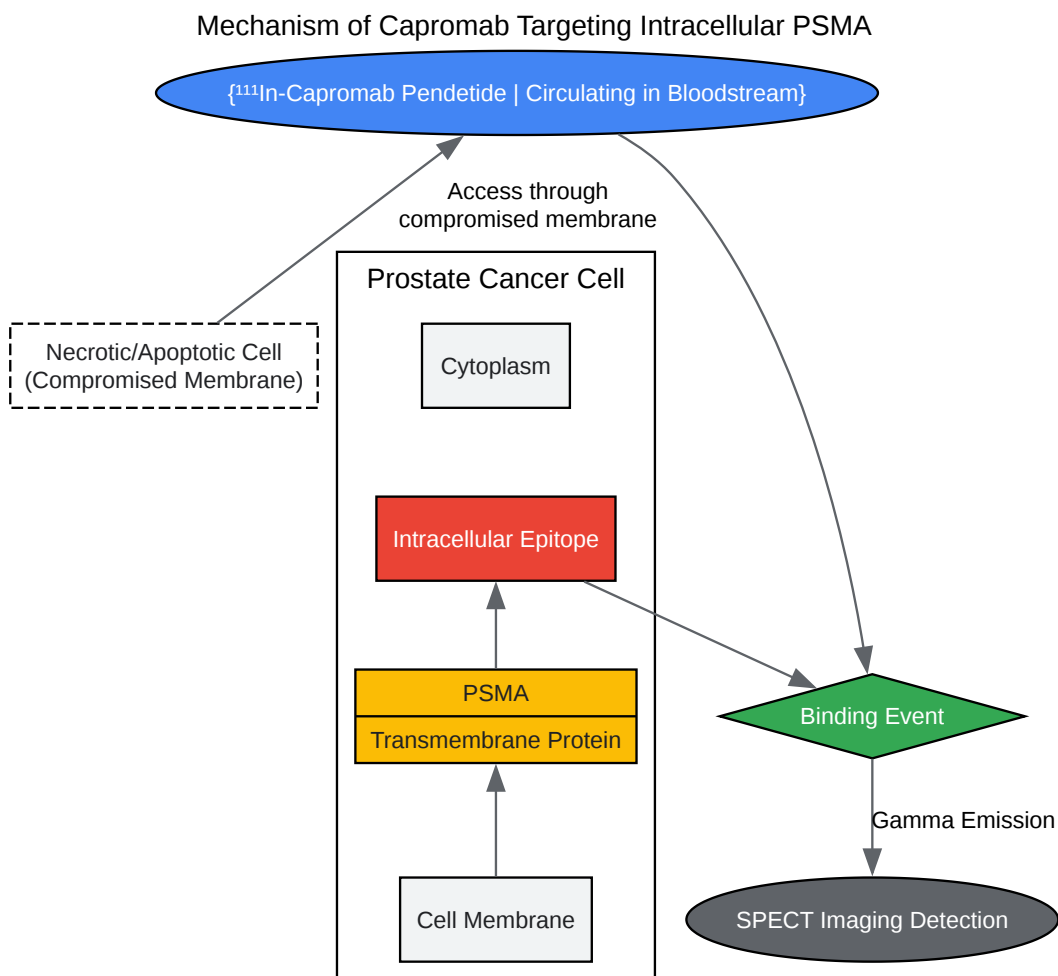 Mechanism of Capromab Targeting Intracellular PSMA
{¹¹¹In-Capromab Pendetide | Circulating in Bloodstream}
Access through
compromised membrane
Prostate Cancer Cell
Necrotic/Apoptotic Cell
(Compromised Membrane)
Cytoplasm
Intracellular Epitope
PSMA
Transmembrane Protein
Binding Event
Gamma Emission
Cell Membrane
SPECT Imaging Detection